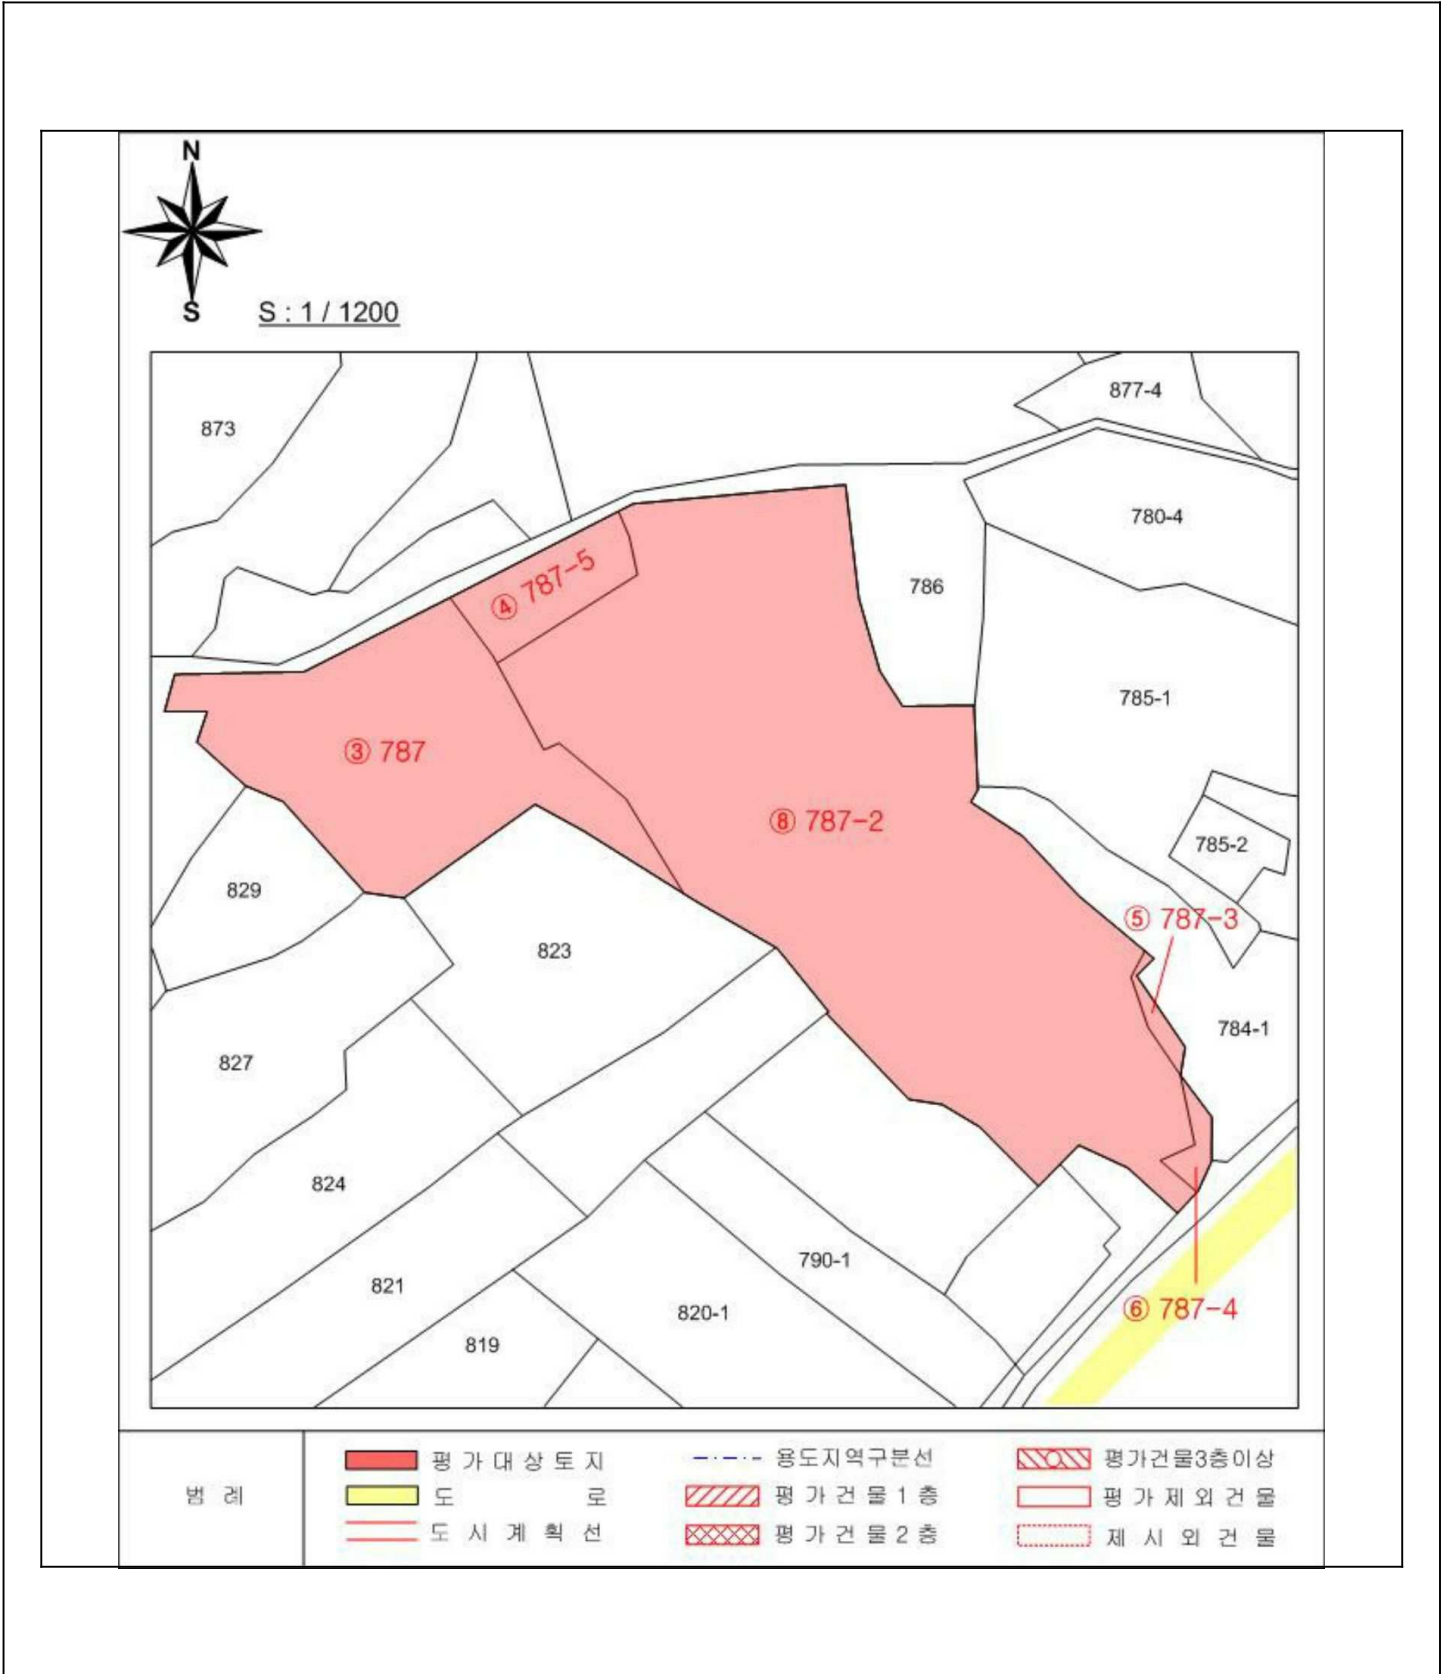 N
S
S : 1 / 1200
877-4
873
780-4
④ 787-5
786
785-1
③ 787
⑧ 787-2
785-2
829
⑤ 787-3
823
784-1
827
824
790-1
821
⑥ 787-4
820-1
819
범 례
평 가 대 상 토 지
용도지역구분선
평가건물3층이상
도 로
평 가 건 물 1 층
평 가 제 외 건 물
도 시 계 획 선
평 가 건 물 2 층
제 시 외 건 물